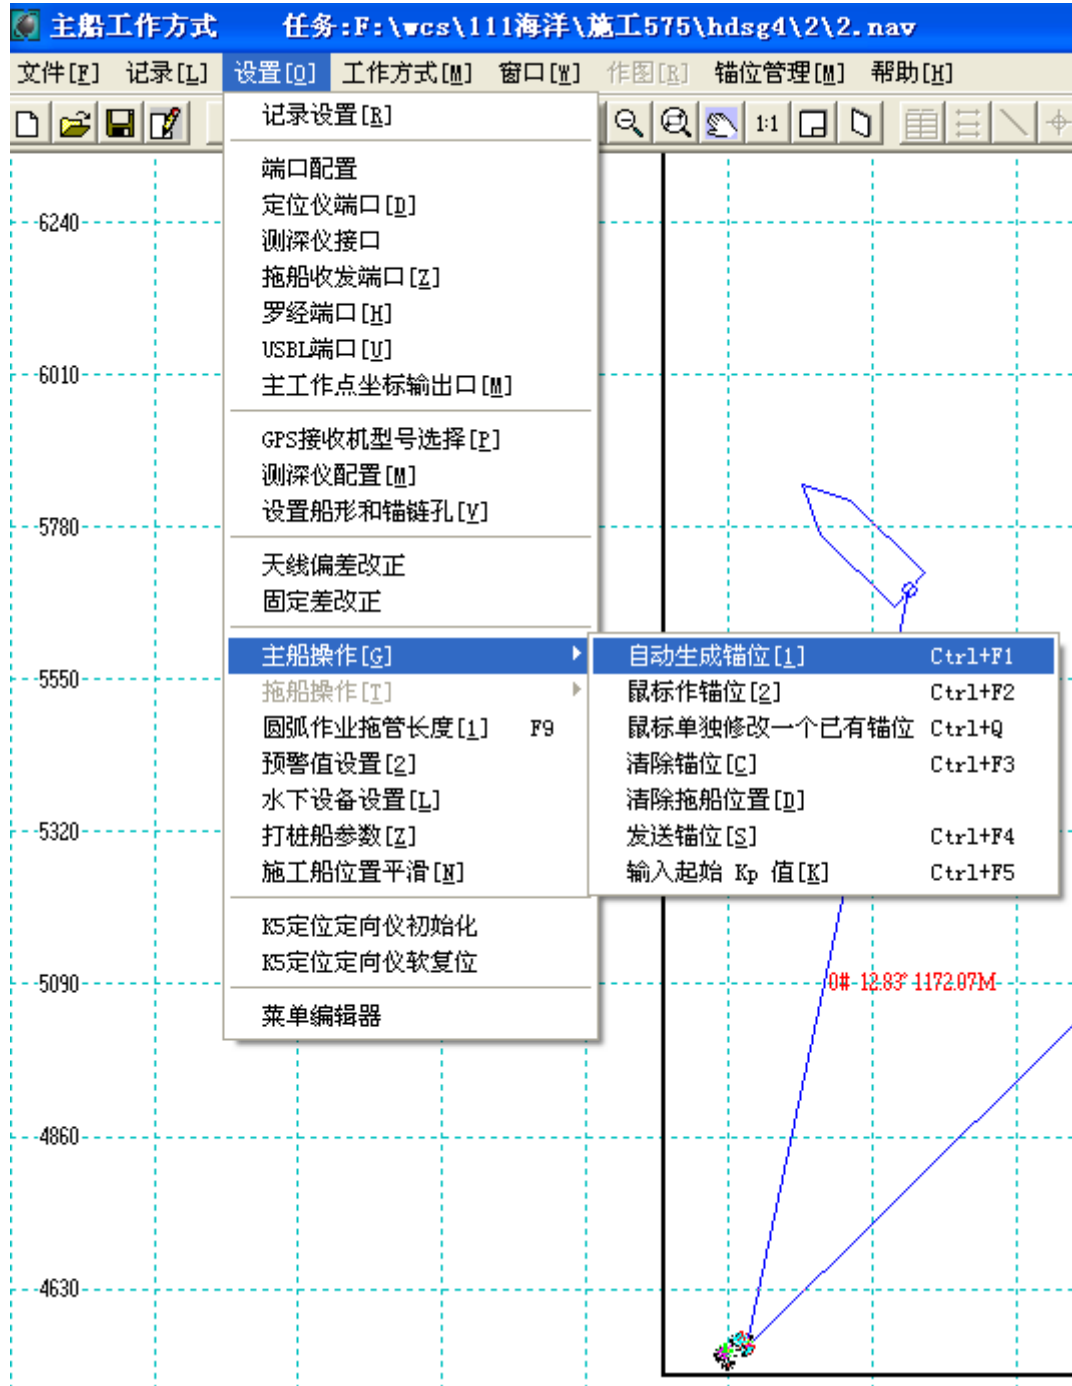 主船工作方式 任务:F:\wcs\111海洋\施工575\hdsg4\2\2.nav
文件[F] 记录[L] 设置[O] 工作方式[M] 窗口[W] 作图[R] 锚位管理[M] 帮助[H]
1:1
记录设置[R]
端口配置
定位仪端口[D]
测深仪接口
拖船收发端口[Z]
罗经端口[H]
USBL端口[U]
主工作点坐标输出口[M]
GPS接收机型号选择[P]
测深仪配置[M]
设置船形和锚链孔[V]
天线偏差改正
固定差改正
主船操作[G]
拖船操作[T]
圆弧作业拖管长度[1] F9
预警值设置[2]
水下设备设置[L]
打桩船参数[Z]
施工船位置平滑[N]
K5定位定向仪初始化
K5定位定向仪软复位
菜单编辑器
自动生成锚位[1] Ctrl+F1
鼠标作锚位[2] Ctrl+F2
鼠标单独修改一个已有锚位 Ctrl+Q
清除锚位[C] Ctrl+F3
清除拖船位置[D]
发送锚位[S] Ctrl+F4
输入起始 Kp 值[K] Ctrl+F5
6240
6010
5780
5550
5320
5090
4860
4630
0# 12.83° 1172.07M